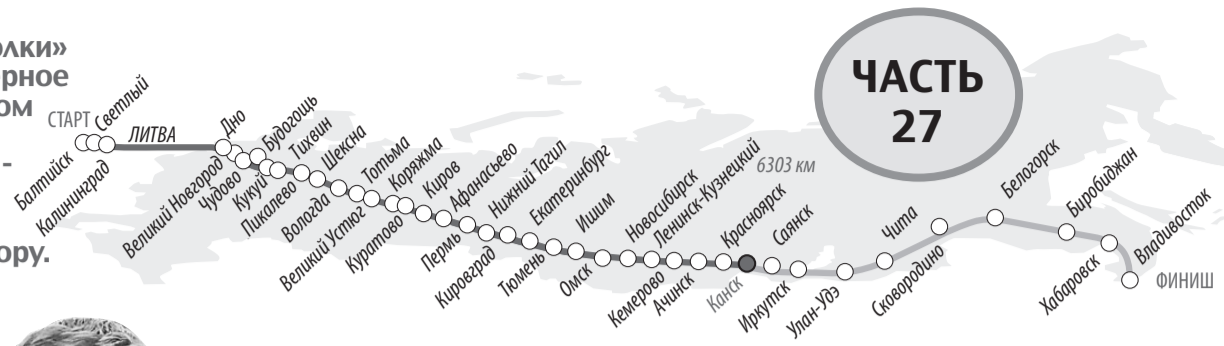 олки»
рное
ом
-
ору.
ЧАСТЬ
27
СТАРТ
Балтийск
Светлый
Калининград
ЛИТВА
Дно
Великий Новгород
Чудово
Будогощь
Кукуй
Тихвин
Пикалево
Шексна
Вологда
Тотьма
Великий Устюг
Коряжма
Куратово
Киров
Афанасьево
Пермь
Нижний Тагил
Кировград
Екатеринбург
Тюмень
Ишим
Омск
Новосибирск
Ленинск-Кузнецкий
Кемерово
Ачинск
6303 км
Красноярск
Канск
Саянск
Иркутск
Улан-Удэ
Чита
Сковородино
Белогорск
Биробиджан
Хабаровск
Владивосток
ФИНИШ